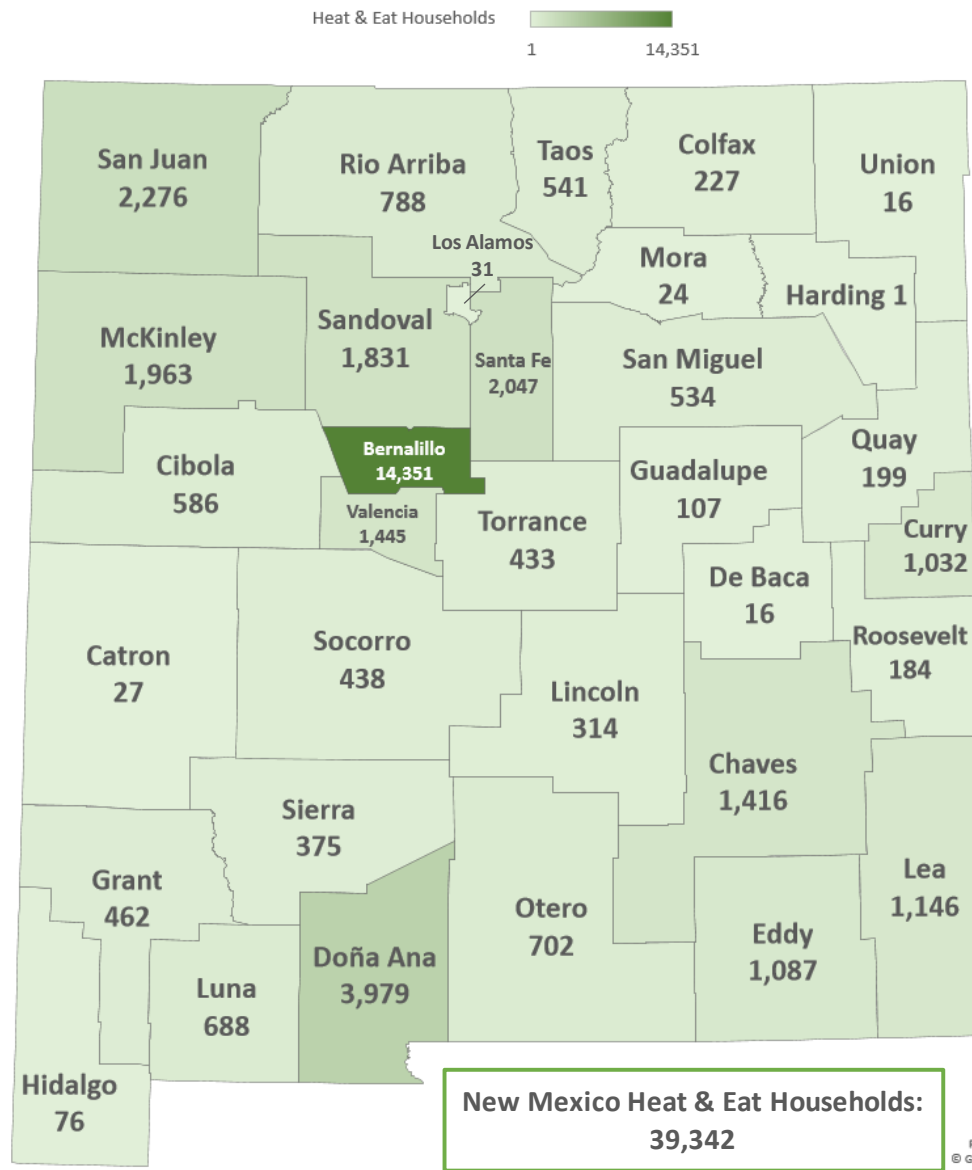 Heat & Eat Households
1 14,351
San Juan
2,276
Rio Arriba
788
Taos
541
Colfax
227
Union
16
Los Alamos
31
Mora
24
Harding 1
McKinley
1,963
Sandoval
1,831
Santa Fe
2,047
San Miguel
534
Cibola
586
Bernalillo
14,351
Valencia
1,445
Torrance
433
Guadalupe
107
Quay
199
Curry
1,032
De Baca
16
Roosevelt
184
Catron
27
Socorro
438
Lincoln
314
Chaves
1,416
Sierra
375
Lea
1,146
Grant
462
Otero
702
Eddy
1,087
Luna
688
Doña Ana
3,979
Hidalgo
76
New Mexico Heat & Eat Households:
39,342